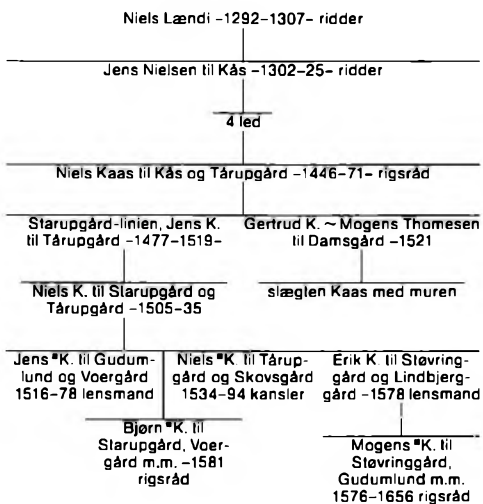 Niels Lændi -1292-1307- ridder
Jens Nielsen til Kås -1302-25- ridder
4 led
Niels Kaas til Kås og Tårupgård -1446-71- rigsråd
Starupgård-linien, Jens K.
til Tårupgård -1477-1519-
Gertrud K. ~ Mogens Thomesen
til Damsgård -1521
Niels K. til Starupgård og
Tårupgård -1505-35
slægten Kaas med muren
Jens *K. til Gudum-
lund og Voergård
1516-78 lensmand
Niels *K. til Tårup-
gård og Skovsgård
1534-94 kansler
Erik K. til Støvring-
gård og Lindbjerg-
gård -1578 lensmand
Bjørn *K. til
Starupgård, Voer-
gård m.m. -1581
rigsråd
Mogens *K. til
Støvringgård,
Gudumlund m.m.
1576-1656 rigsråd